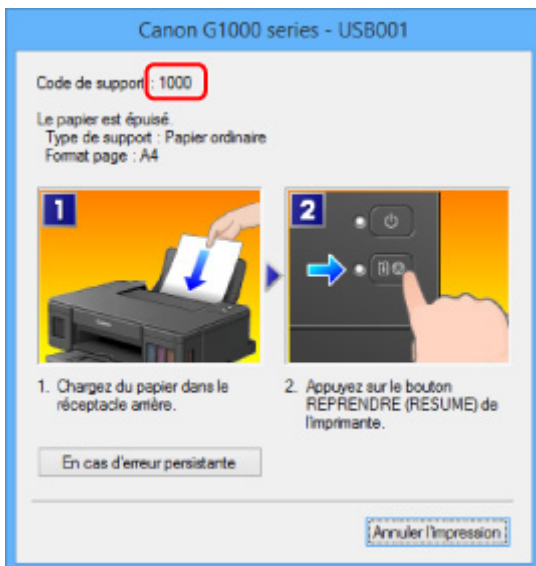 Canon G1000 series - USB001
Code de support : 1000
Le papier est épuisé.
Type de support : Papier ordinaire
Format page : A4
1
2
1. Chargez du papier dans le
réceptacle arrière.
2. Appuyez sur le bouton
REPRENDRE (RESUME) de
l'imprimante.
En cas d'erreur persistante
Annuler l'impression